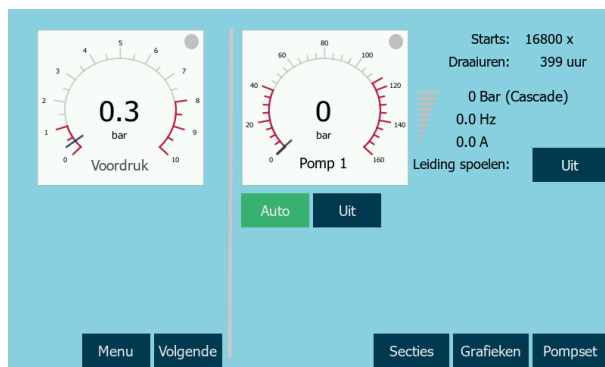 0
1
2
3
4
5
6
7
8
9
10
0.3
bar
Voordruk
0
20
40
60
80
100
120
140
160
0
bar
Pomp 1
Starts: 16800 x
Draaiuren: 399 uur
0 Bar (Cascade)
0.0 Hz
0.0 A
Leiding spoelen: Uit
Auto Uit
Menu Volgende
Secties Grafieken Pompset